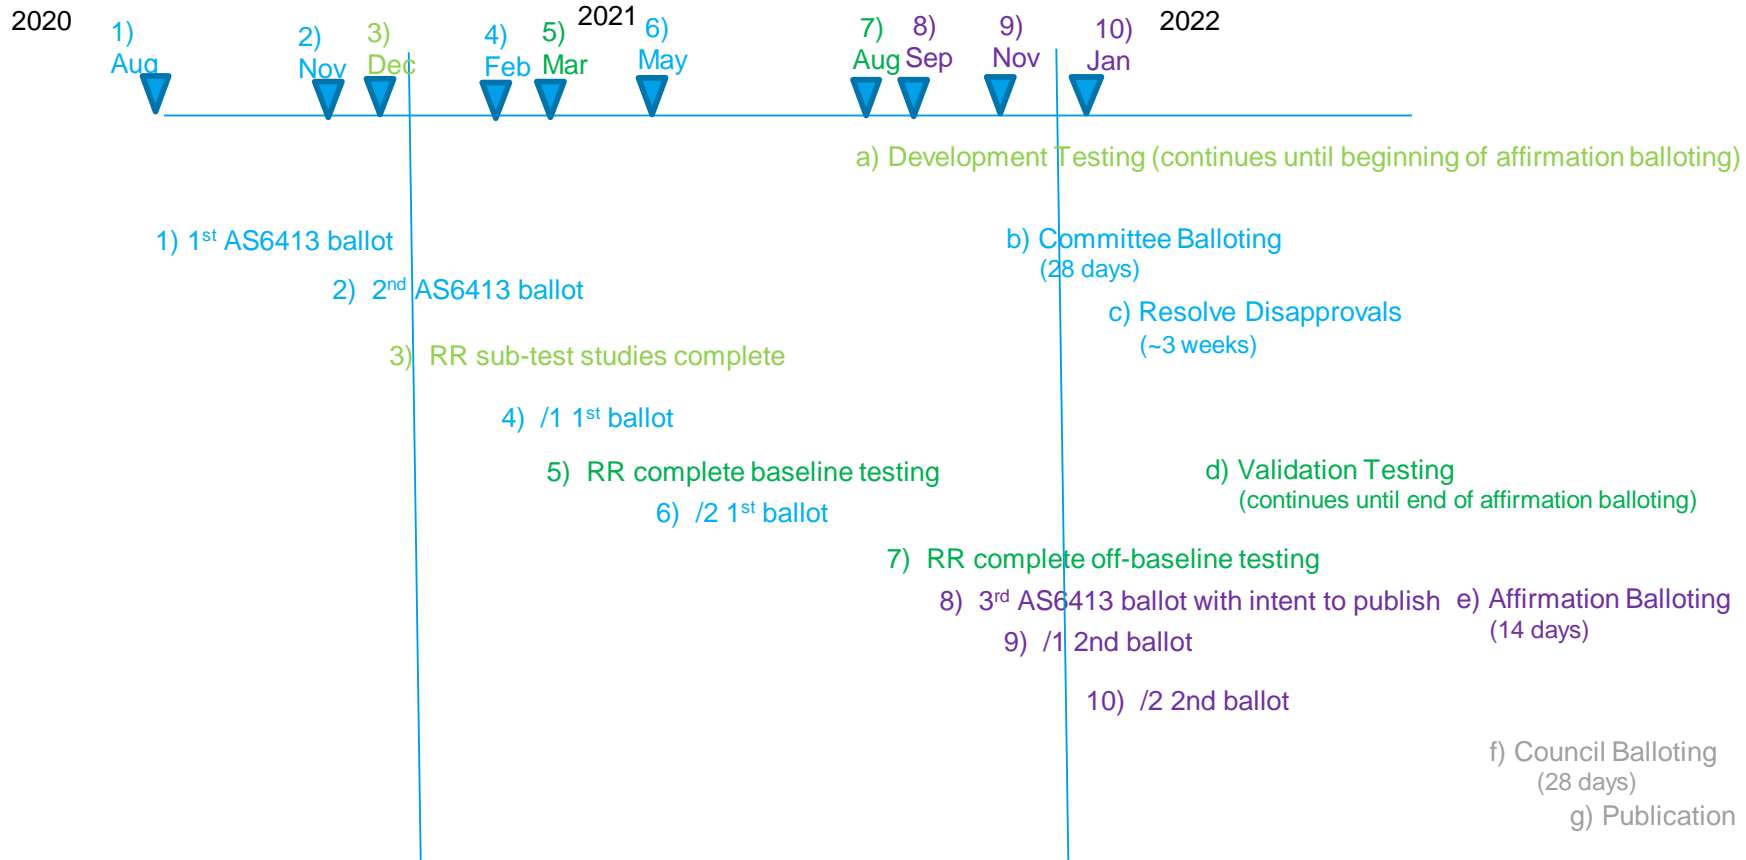 2020
2021
2022
1)
Aug
2)
Nov
3)
Dec
4)
Feb
5)
Mar
6)
May
7)
Aug
8)
Sep
9)
Nov
10)
Jan
a) Development Testing (continues until beginning of affirmation balloting)
1) 1st AS6413 ballot
b) Committee Balloting
(28 days)
2) 2nd AS6413 ballot
c) Resolve Disapprovals
(~3 weeks)
3) RR sub-test studies complete
4) /1 1st ballot
5) RR complete baseline testing
d) Validation Testing
(continues until end of affirmation balloting)
6) /2 1st ballot
7) RR complete off-baseline testing
8) 3rd AS6413 ballot with intent to publish
e) Affirmation Balloting
(14 days)
9) /1 2nd ballot
10) /2 2nd ballot
f) Council Balloting
(28 days)
g) Publication